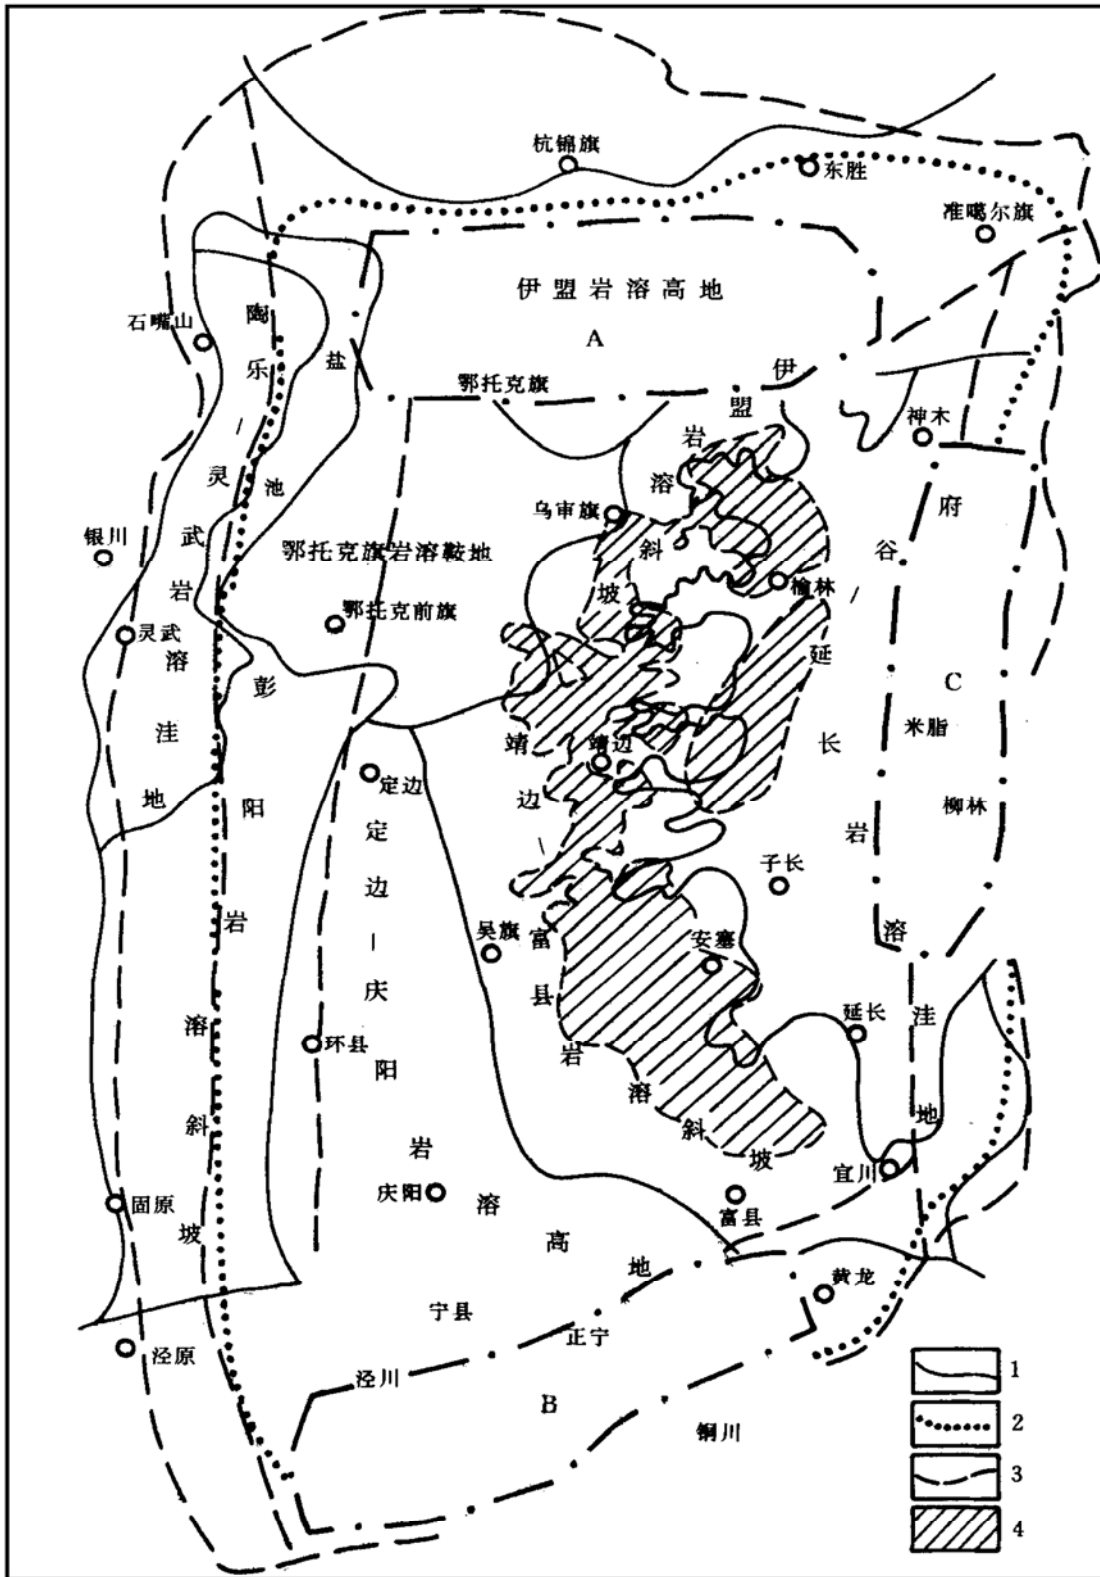 杭锦旗
东胜
准噶尔旗
伊盟岩溶高地
A
石嘴山
陶乐—灵武岩溶洼地
盐池
彭阳岩溶斜坡
鄂托克旗
伊盟岩溶斜坡
神木
乌审旗
银川
鄂托克旗岩溶鞍地
榆林
鄂托克前旗
灵武
府谷—延长岩溶洼地
C
米脂
靖边
定边
柳林
靖边—富县岩溶斜坡
定边—庆阳岩溶高地
子长
吴旗
安塞
延长
环县
宜川
庆阳
固原
富县
黄龙
宁县
正宁
泾原
泾川
B
铜川
1
2
3
4